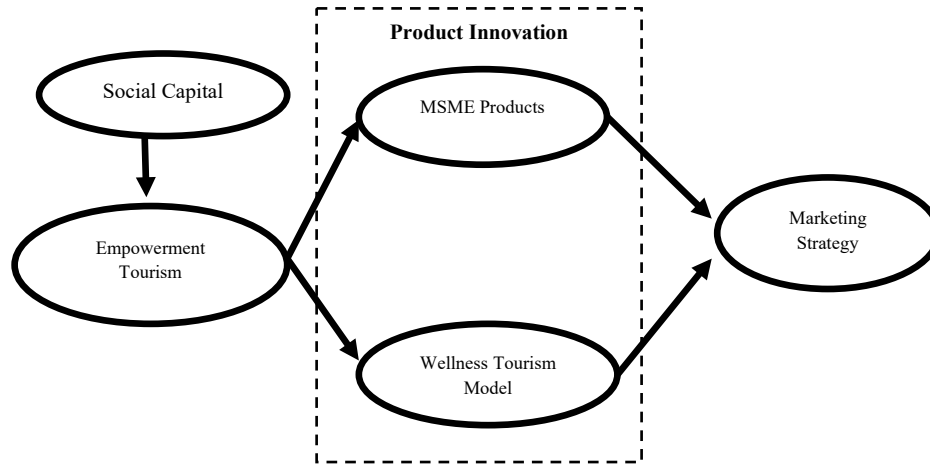 Product Innovation
Social Capital
MSME Products
Empowerment
Tourism
Marketing
Strategy
Wellness Tourism
Model